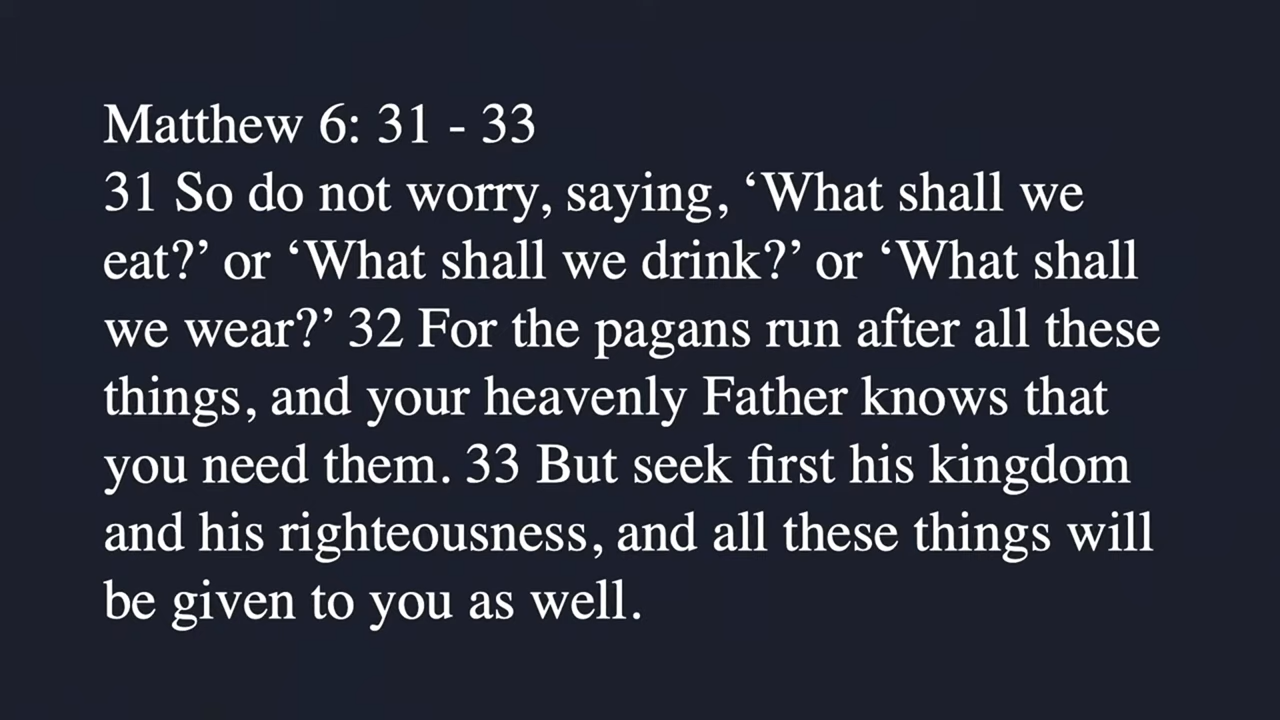 Matthew 6: 31 - 33
31 So do not worry, saying, ‘What shall we
eat?’ or ‘What shall we drink?’ or ‘What shall
we wear?’ 32 For the pagans run after all these
things, and your heavenly Father knows that
you need them. 33 But seek first his kingdom
and his righteousness, and all these things will
be given to you as well.